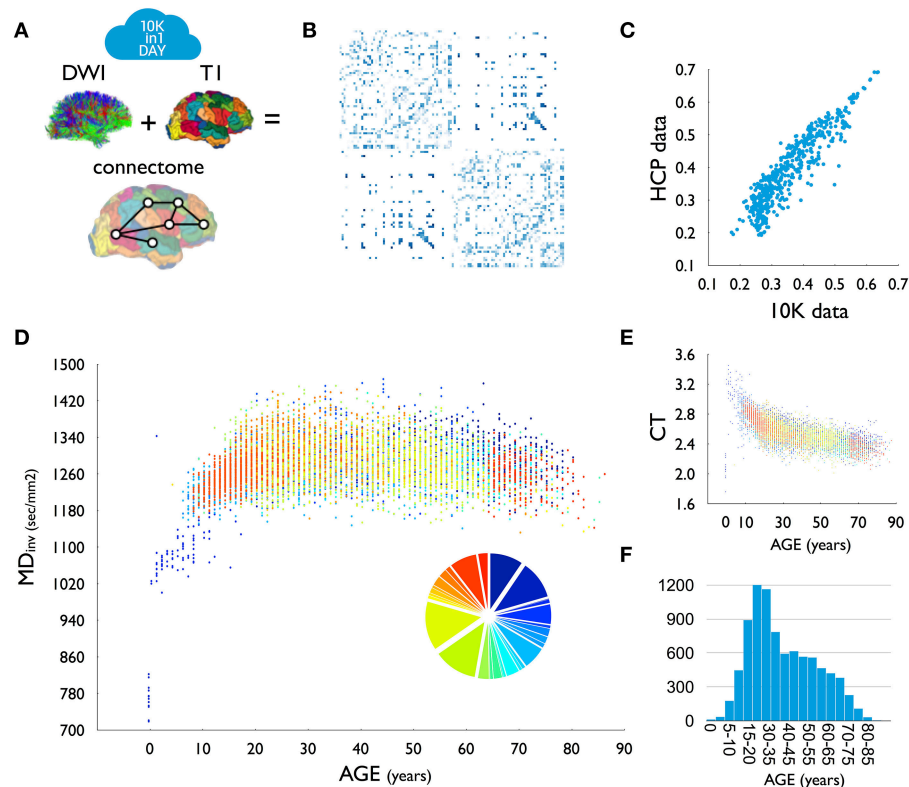 A
10K
in1
DAY
DWI
T1
+
=
connectome
B
C
HCP data
0.7
0.6
0.5
0.4
0.3
0.2
0.1
0.1 0.2 0.3 0.4 0.5 0.6 0.7
10K data
D
MDinv (sec/mm2)
1500
1420
1340
1260
1180
1100
1020
940
860
780
700
0 10 20 30 40 50 60 70 80 90
AGE (years)
E
CT
3.6
3.2
2.8
2.4
2.0
1.6
0 10 30 50 70 90
AGE (years)
F
1200
900
600
300
0
0
5-10
15-20
30-35
40-45
50-55
60-65
70-75
80-85
AGE (years)